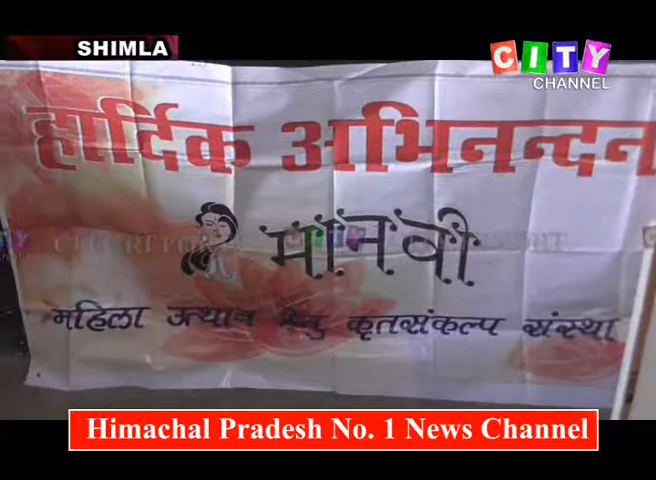 SHIMLA
CITY
CHANNEL
हार्दिक अभिनन्दन
मानवी
महिला उत्थान हेतु कृतसंकल्प संस्था
Himachal Pradesh No. 1 News Channel